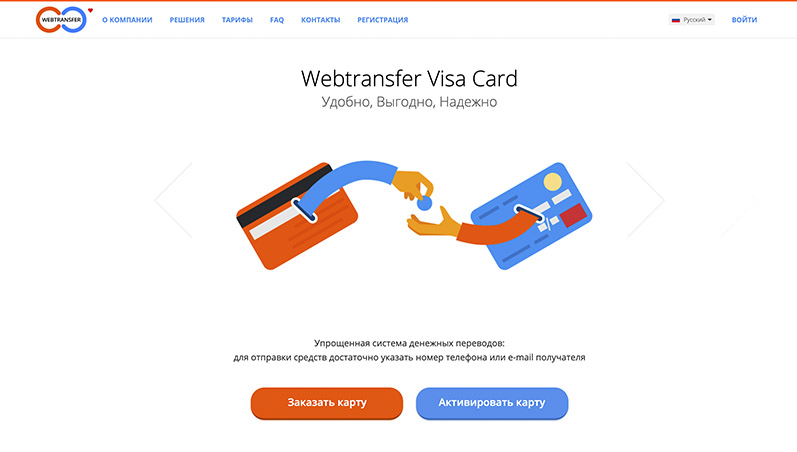 WEBTRANSFER
О КОМПАНИИ РЕШЕНИЯ ТАРИФЫ FAQ КОНТАКТЫ РЕГИСТРАЦИЯ Русский ВОЙТИ
Webtransfer Visa Card
Удобно, Выгодно, Надежно
Упрощенная система денежных переводов:
для отправки средств достаточно указать номер телефона или e-mail получателя
Заказать карту Активировать карту